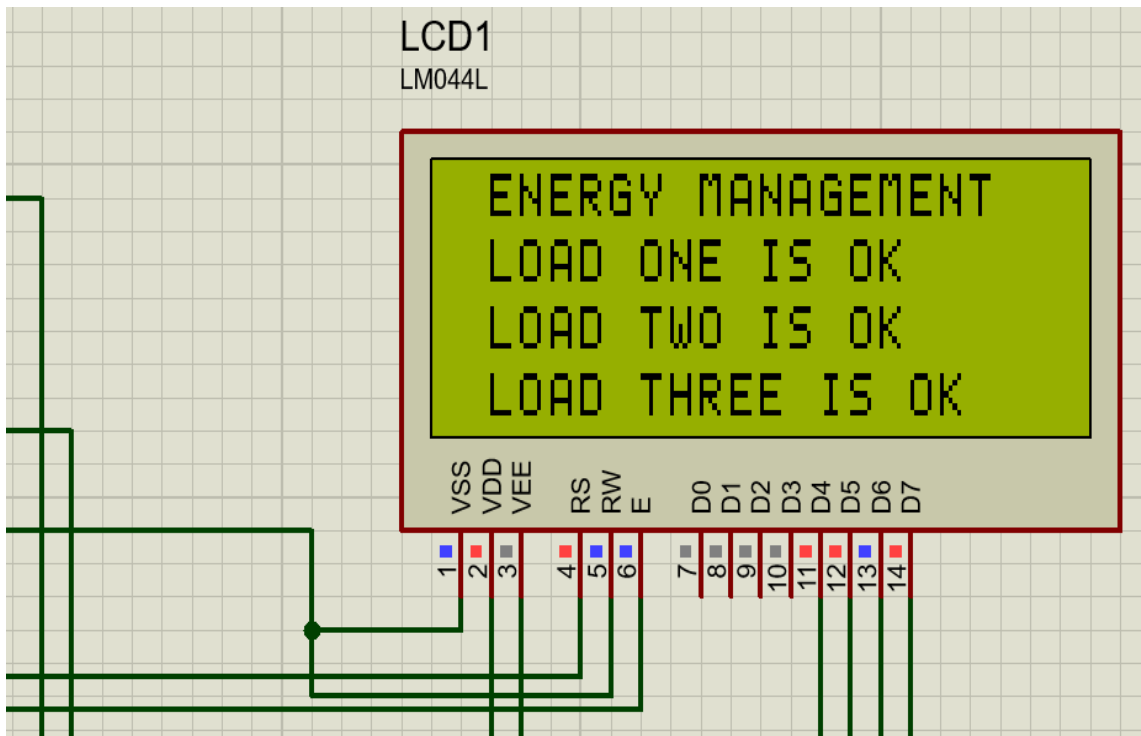 LCD1
LM044L
ENERGY MANAGEMENT
LOAD ONE IS OK
LOAD TWO IS OK
LOAD THREE IS OK
VSS VDD VEE RS RW E D0 D1 D2 D3 D4 D5 D6 D7
1 2 3 4 5 6 7 8 9 10 11 12 13 14